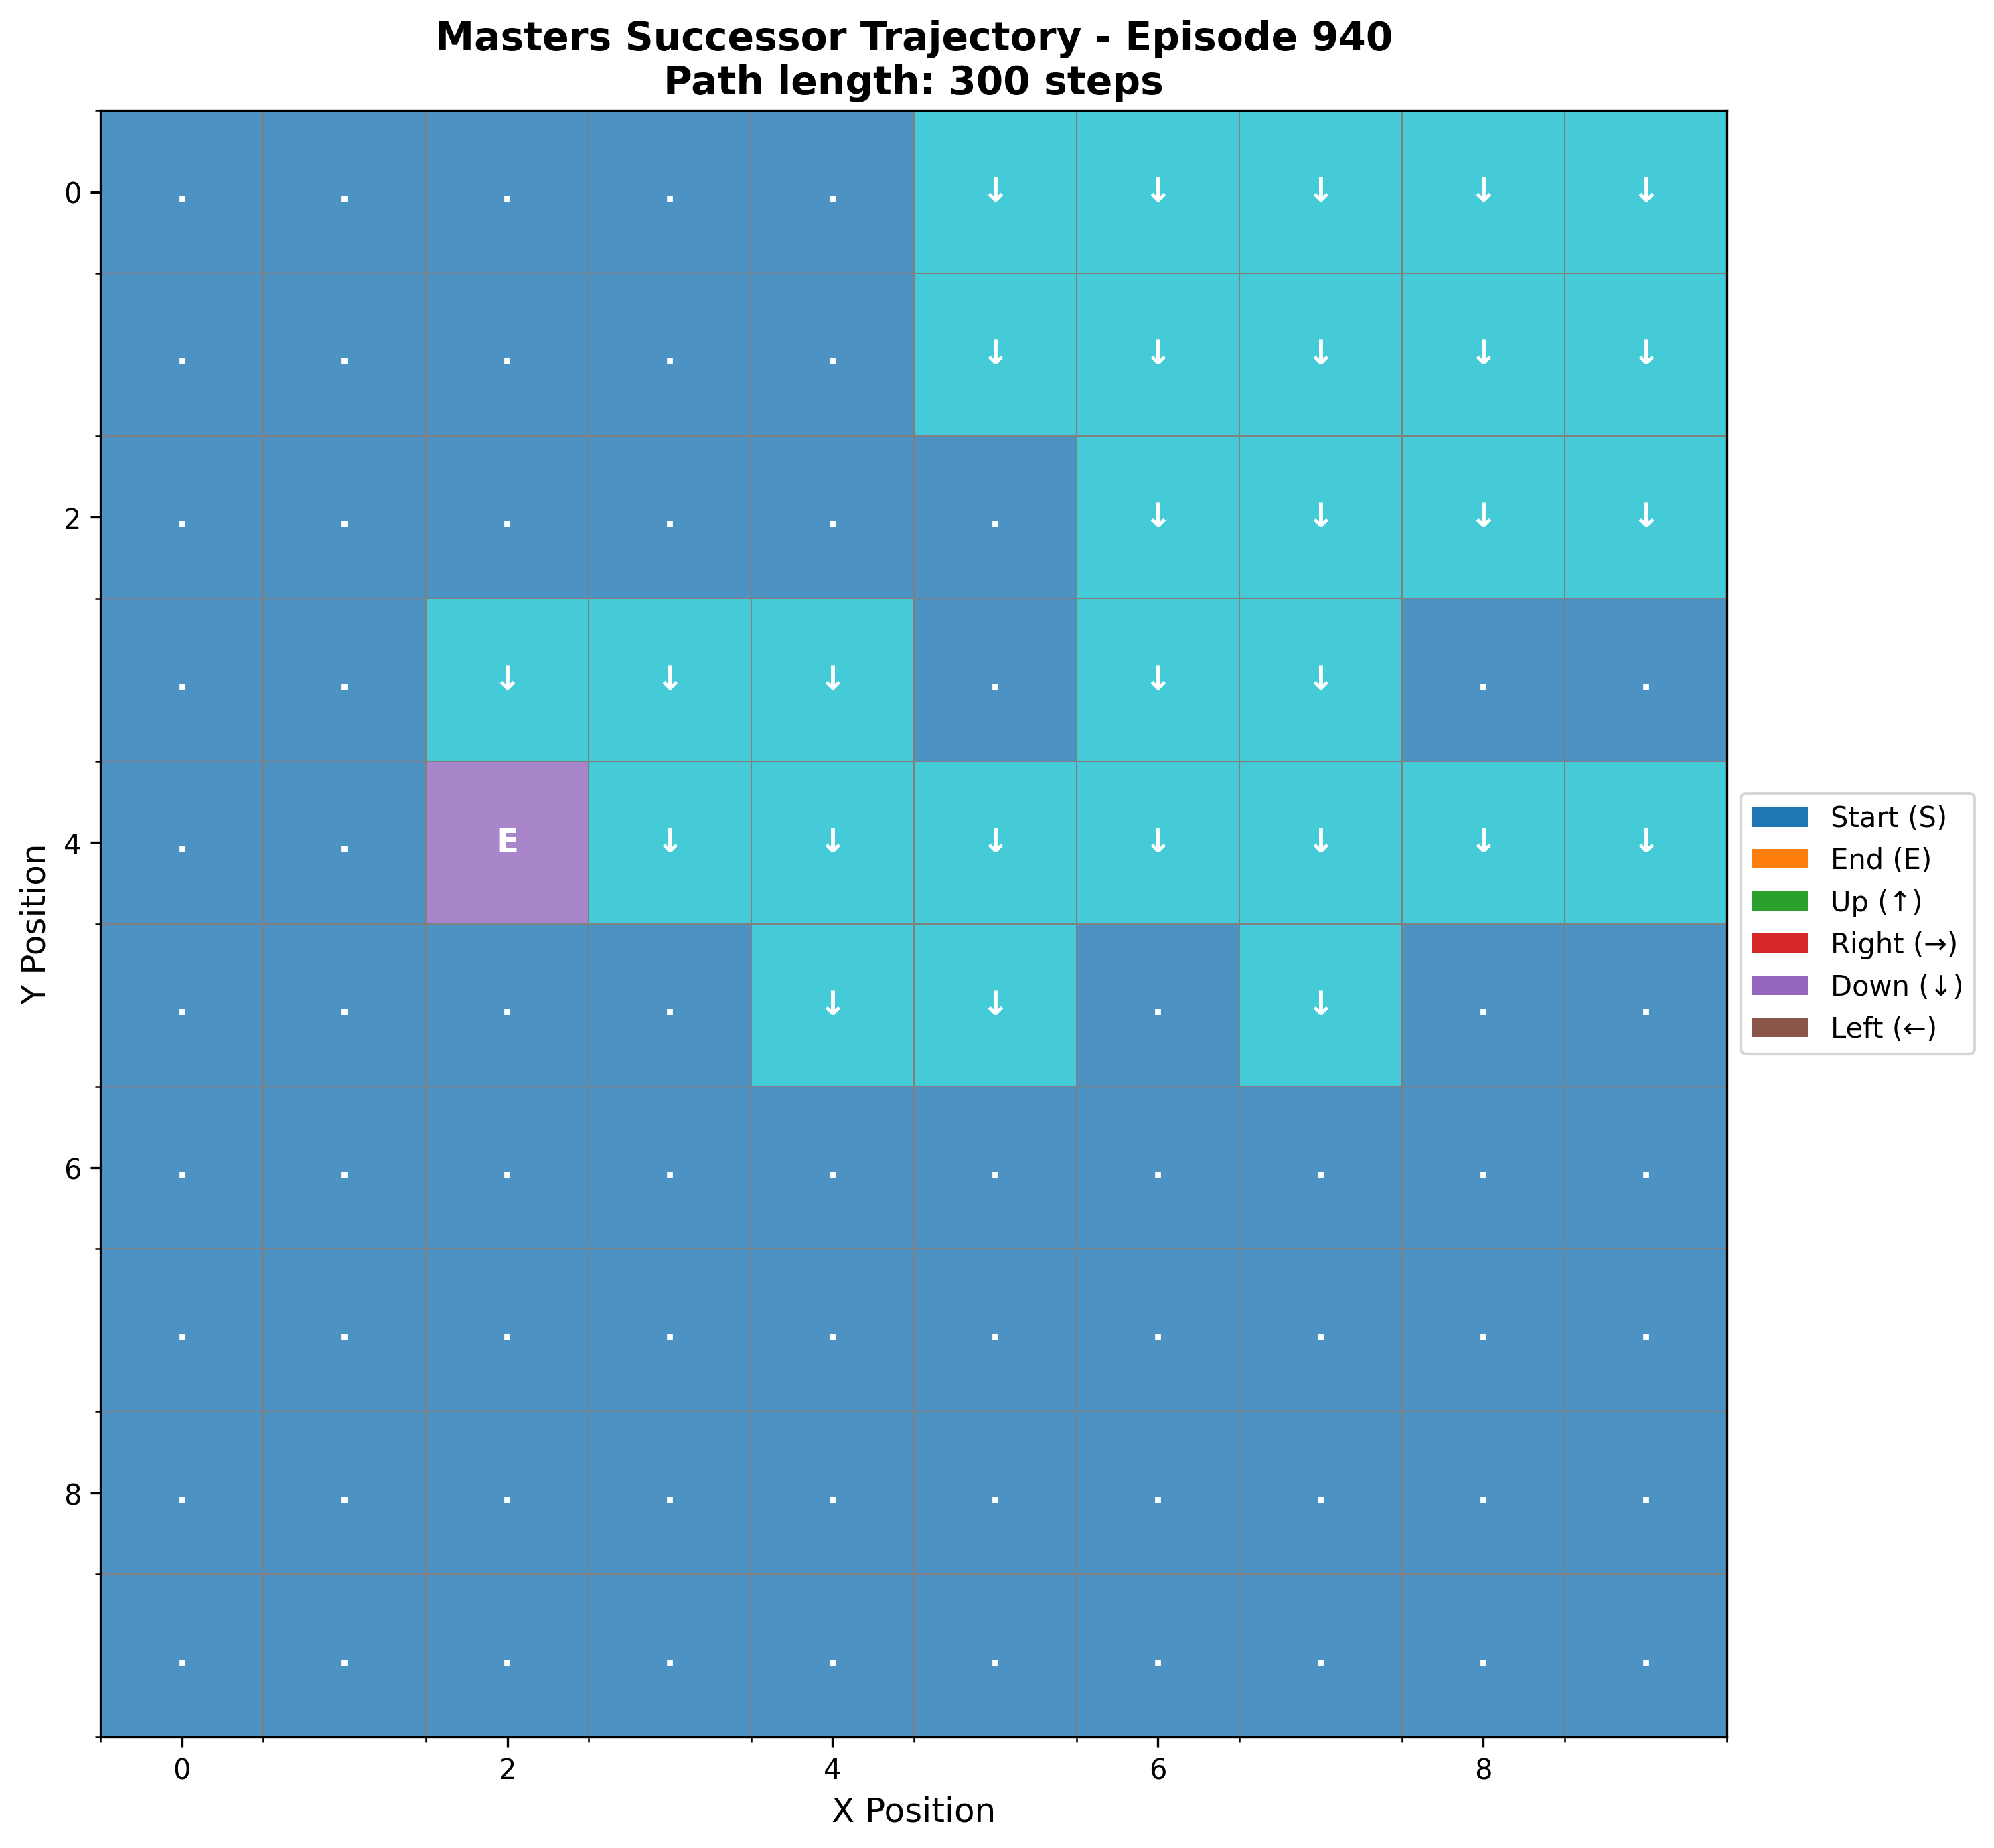 Masters Successor Trajectory - Episode 940
Path length: 300 steps
0 . . . . . ↓ ↓ ↓ ↓ ↓
. . . . . ↓ ↓ ↓ ↓ ↓
2 . . . . . . ↓ ↓ ↓ ↓
. . ↓ ↓ ↓ . ↓ ↓ . .
4 . . E ↓ ↓ ↓ ↓ ↓ ↓ ↓
. . . . ↓ ↓ . ↓ . .
6 . . . . . . . . . .
. . . . . . . . . .
8 . . . . . . . . . .
. . . . . . . . . .
0 2 4 6 8
X Position
Y Position
Start (S)
End (E)
Up (↑)
Right (→)
Down (↓)
Left (←)